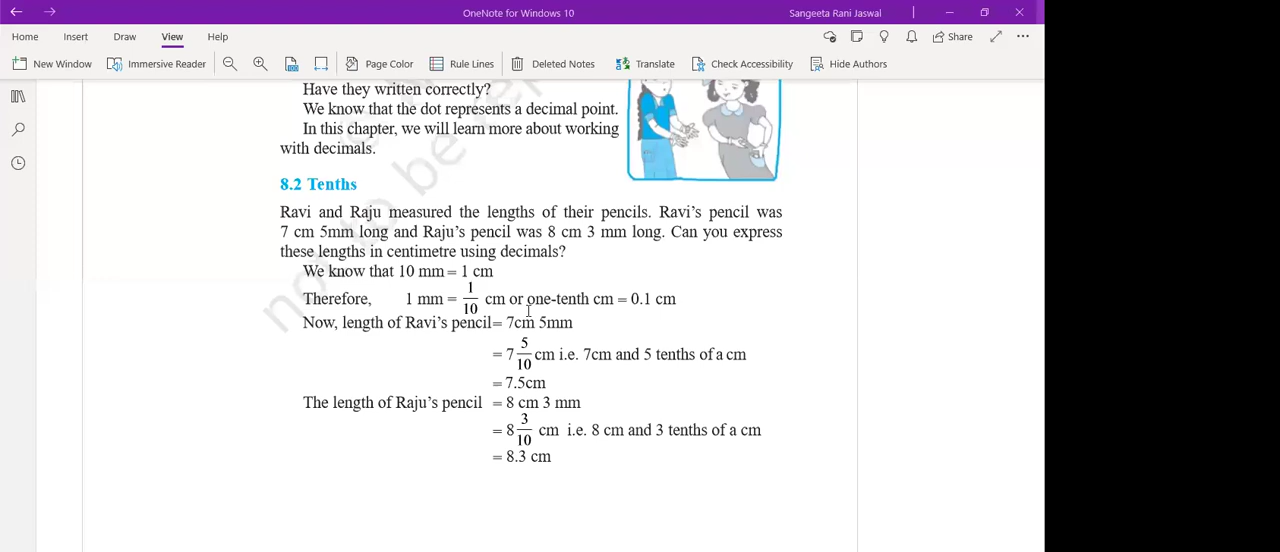 OneNote for Windows 10
Sangeeta Rani Jaswal
Home Insert Draw View Help
Share
New Window Immersive Reader Page Color Rule Lines Deleted Notes Translate Check Accessibility Hide Authors
Have they written correctly?
We know that the dot represents a decimal point.
In this chapter, we will learn more about working
with decimals.
8.2 Tenths
Ravi and Raju measured the lengths of their pencils. Ravi's pencil was
7 cm 5mm long and Raju's pencil was 8 cm 3 mm long. Can you express
these lengths in centimetre using decimals?
We know that 10 mm = 1 cm
Therefore, 1 mm = 1/10 cm or one-tenth cm = 0.1 cm
Now, length of Ravi's pencil= 7cm 5mm
= 7 5/10 cm i.e. 7cm and 5 tenths of a cm
= 7.5cm
The length of Raju's pencil = 8 cm 3 mm
= 8 3/10 cm i.e. 8 cm and 3 tenths of a cm
= 8.3 cm
not to be